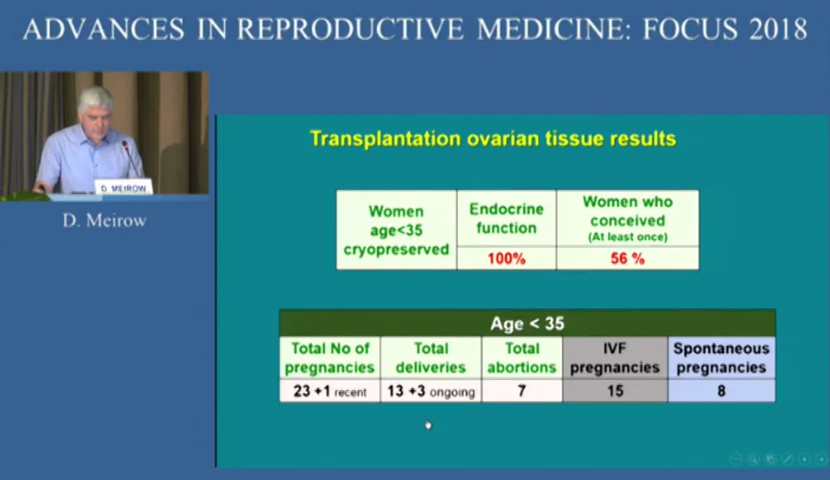 ADVANCES IN REPRODUCTIVE MEDICINE: FOCUS 2018
D. MEIROW
D. Meirow
Transplantation ovarian tissue results
Women age<35 cryopreserved
Endocrine function
Women who conceived (At least once)
100%
56 %
Age < 35
Total No of pregnancies
Total deliveries
Total abortions
IVF pregnancies
Spontaneous pregnancies
23 +1 recent
13 +3 ongoing
7
15
8